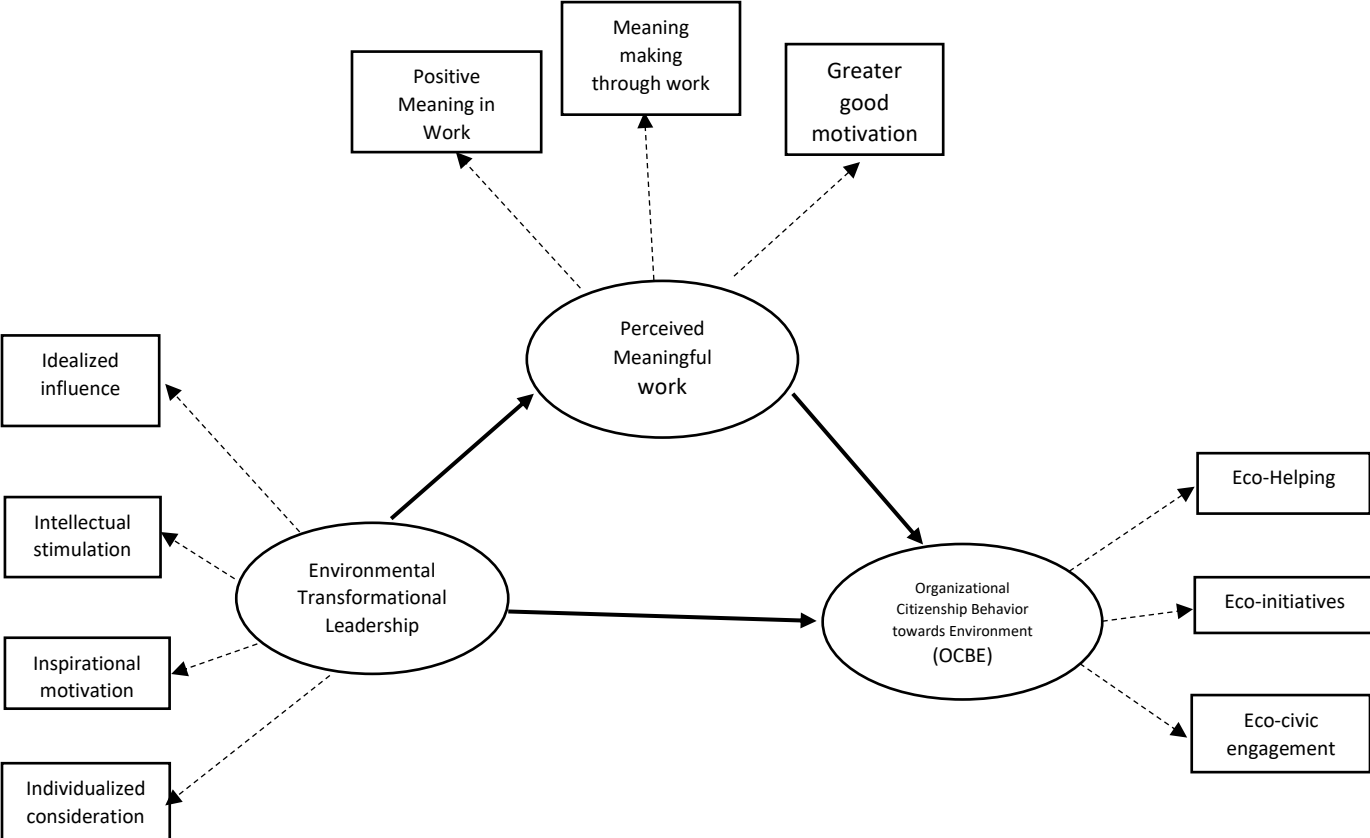 Meaning
making
through work
Positive
Meaning in
Work
Greater
good
motivation
Perceived
Meaningful
work
Idealized
influence
Intellectual
stimulation
Inspirational
motivation
Individualized
consideration
Environmental
Transformational
Leadership
Organizational
Citizenship Behavior
towards Environment
(OCBE)
Eco-Helping
Eco-initiatives
Eco-civic
engagement